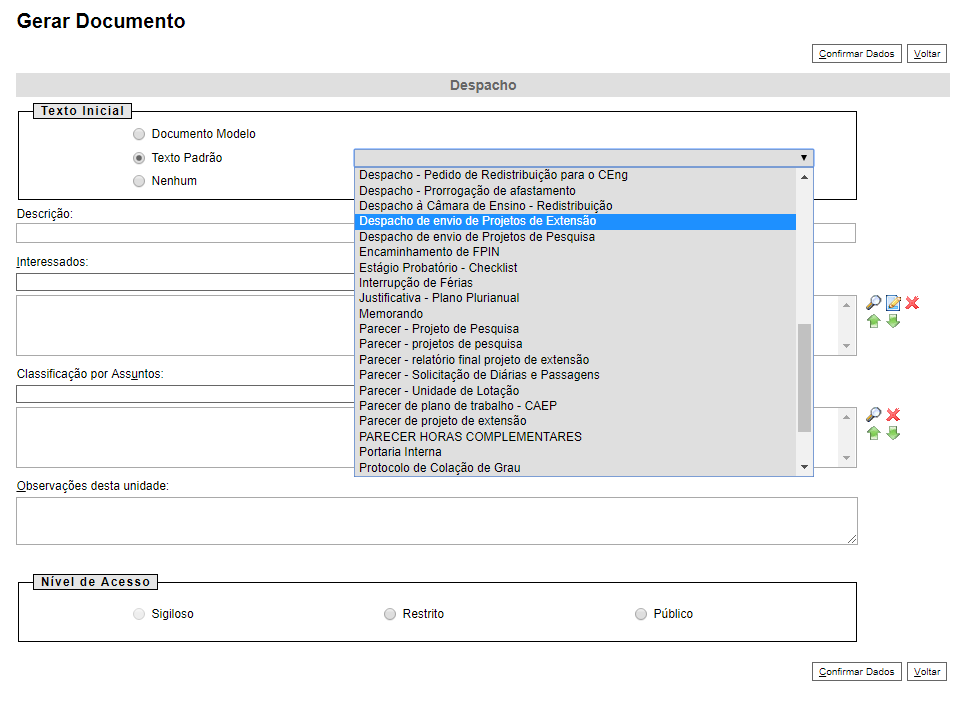 Gerar Documento
Confirmar Dados Voltar
Despacho
Texto Inicial
Documento Modelo
Texto Padrão
Nenhum
Despacho - Pedido de Redistribuição para o CEng
Despacho - Prorrogação de afastamento
Despacho à Câmara de Ensino - Redistribuição
Despacho de envio de Projetos de Extensão
Despacho de envio de Projetos de Pesquisa
Encaminhamento de FPIN
Estágio Probatório - Checklist
Interrupção de Férias
Justificativa - Plano Plurianual
Memorando
Parecer - Projeto de Pesquisa
Parecer - projetos de pesquisa
Parecer - relatório final projeto de extensão
Parecer - Solicitação de Diárias e Passagens
Parecer - Unidade de Lotação
Parecer de plano de trabalho - CAEP
Parecer de projeto de extensão
PARECER HORAS COMPLEMENTARES
Portaria Interna
Protocolo de Colação de Grau
Descrição:
Interessados:
Classificação por Assuntos:
Observações desta unidade:
Nível de Acesso
Sigiloso Restrito Público
Confirmar Dados Voltar